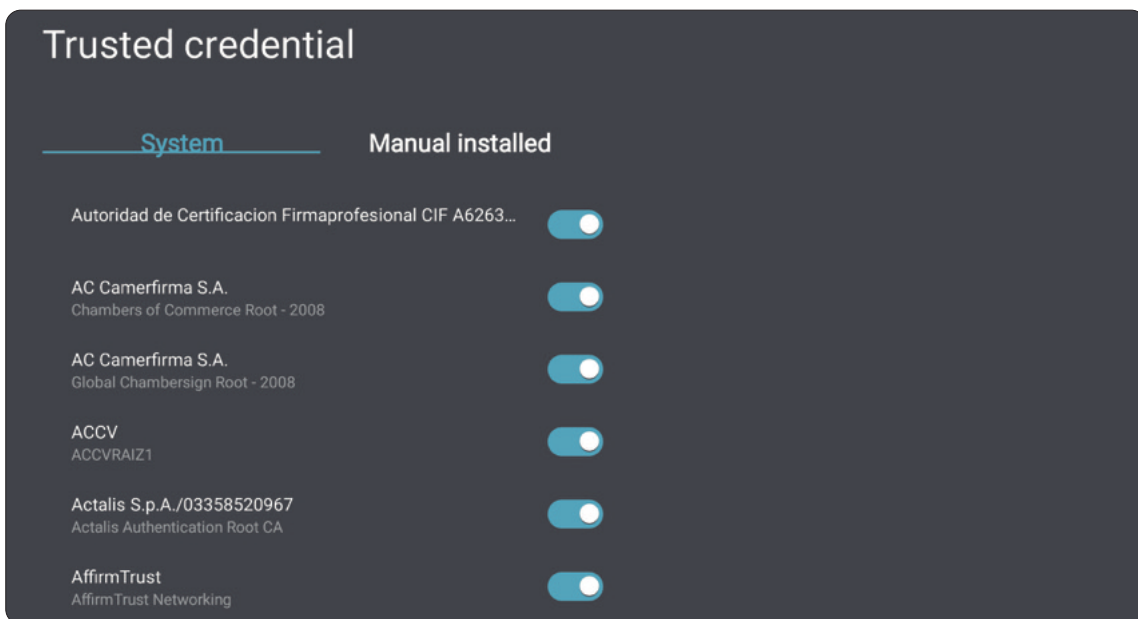 Trusted credential
System
Manual installed
Autoridad de Certificacion Firmaprofesional CIF A6263...
AC Camerfirma S.A.
Chambers of Commerce Root - 2008
AC Camerfirma S.A.
Global Chambersign Root - 2008
ACCV
ACCVRAIZ1
Actalis S.p.A./03358520967
Actalis Authentication Root CA
AffirmTrust
AffirmTrust Networking